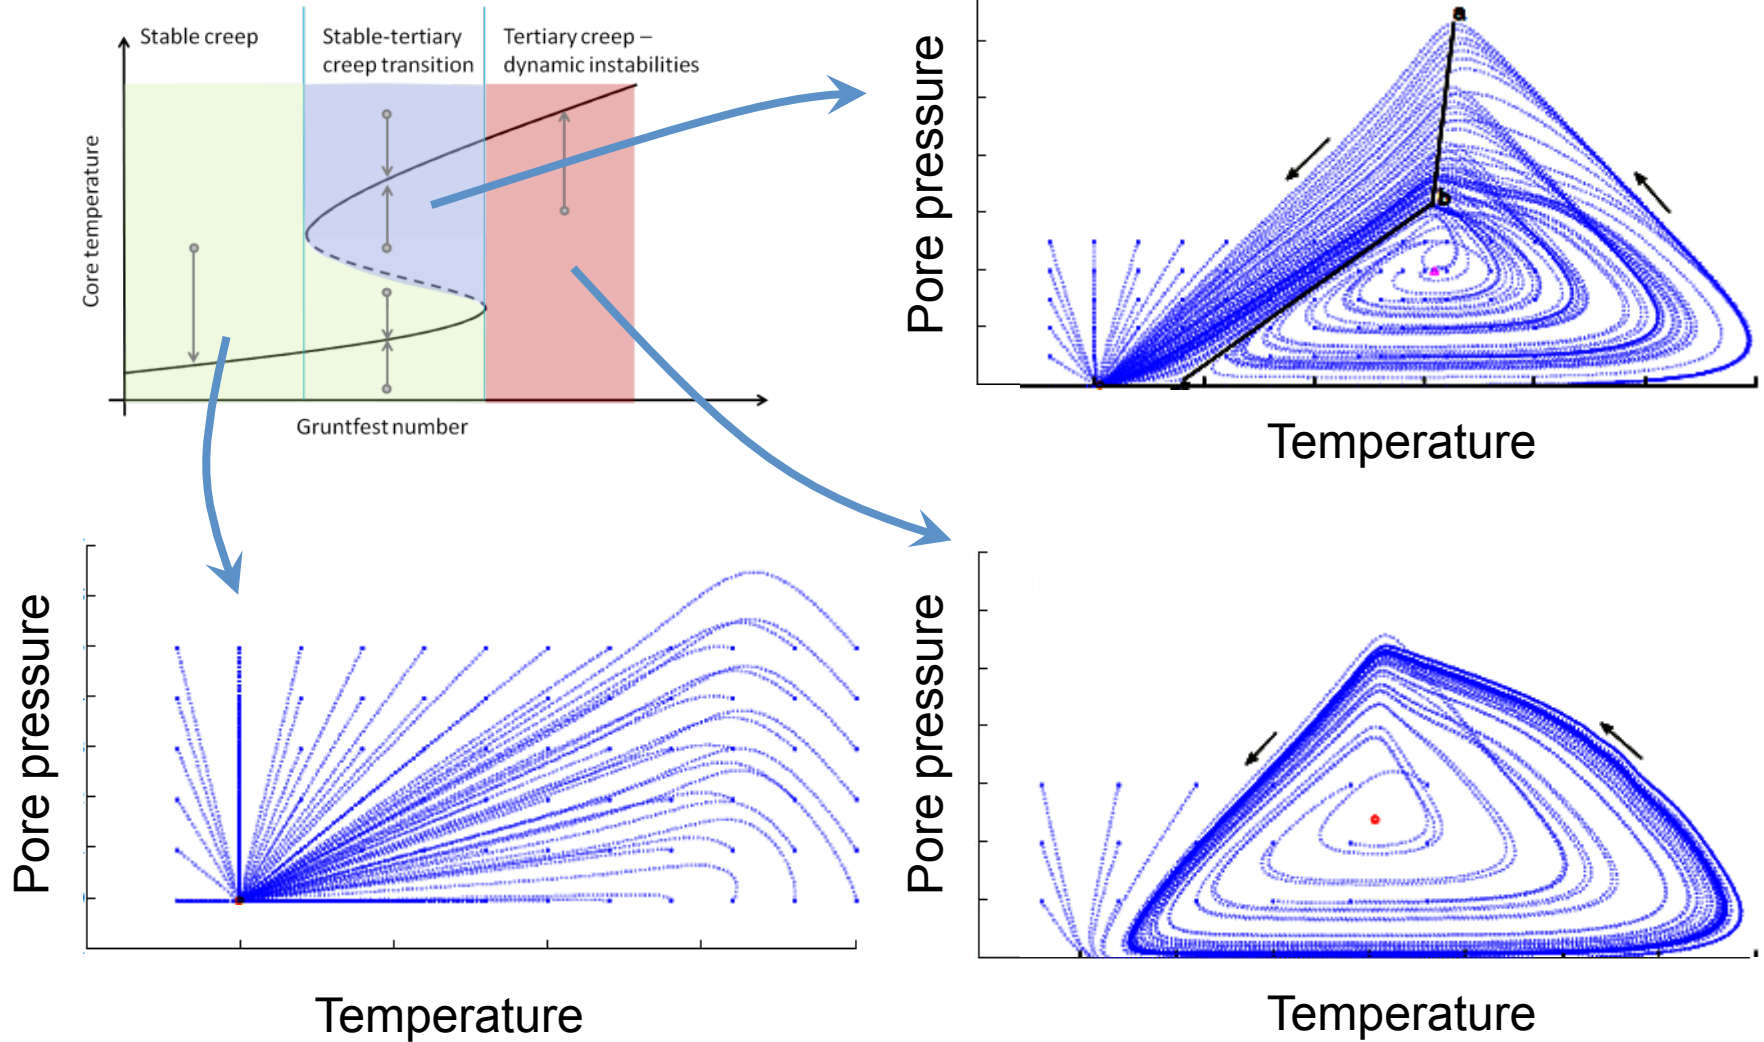 Stable creep
Stable-tertiary
creep transition
Tertiary creep –
dynamic instabilities
Core temperature
Gruntfest number
Pore pressure
a
b
Temperature
Pore pressure
Temperature
Pore pressure
Temperature